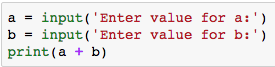 a = input('Enter value for a:')
b = input('Enter value for b:')
print(a + b)